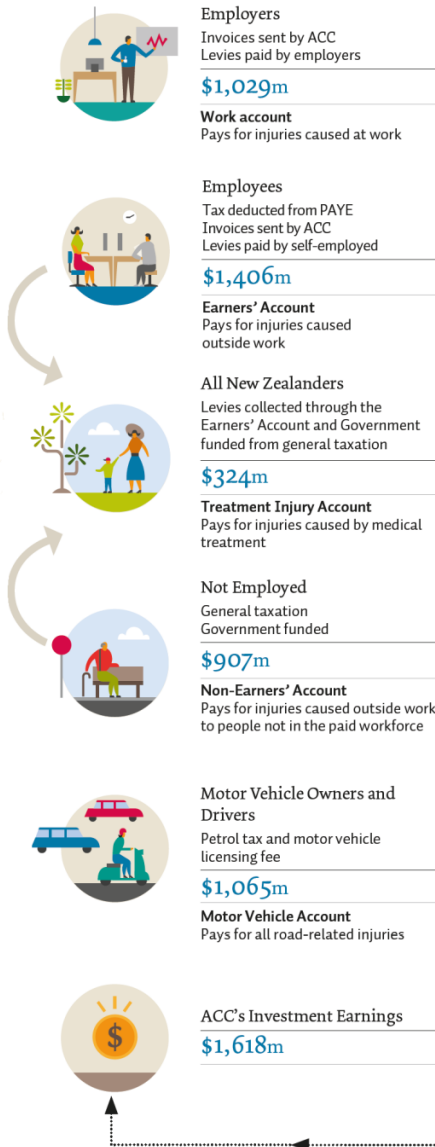 Employers
Invoices sent by ACC
Levies paid by employers
$1,029m
Work account
Pays for injuries caused at work
Employees
Tax deducted from PAYE
Invoices sent by ACC
Levies paid by self-employed
$1,406m
Earners' Account
Pays for injuries caused
outside work
All New Zealanders
Levies collected through the
Earners' Account and Government
funded from general taxation
$324m
Treatment Injury Account
Pays for injuries caused by medical
treatment
Not Employed
General taxation
Government funded
$907m
Non-Earners' Account
Pays for injuries caused outside work
to people not in the paid workforce
Motor Vehicle Owners and
Drivers
Petrol tax and motor vehicle
licensing fee
$1,065m
Motor Vehicle Account
Pays for all road-related injuries
$
ACC's Investment Earnings
$1,618m